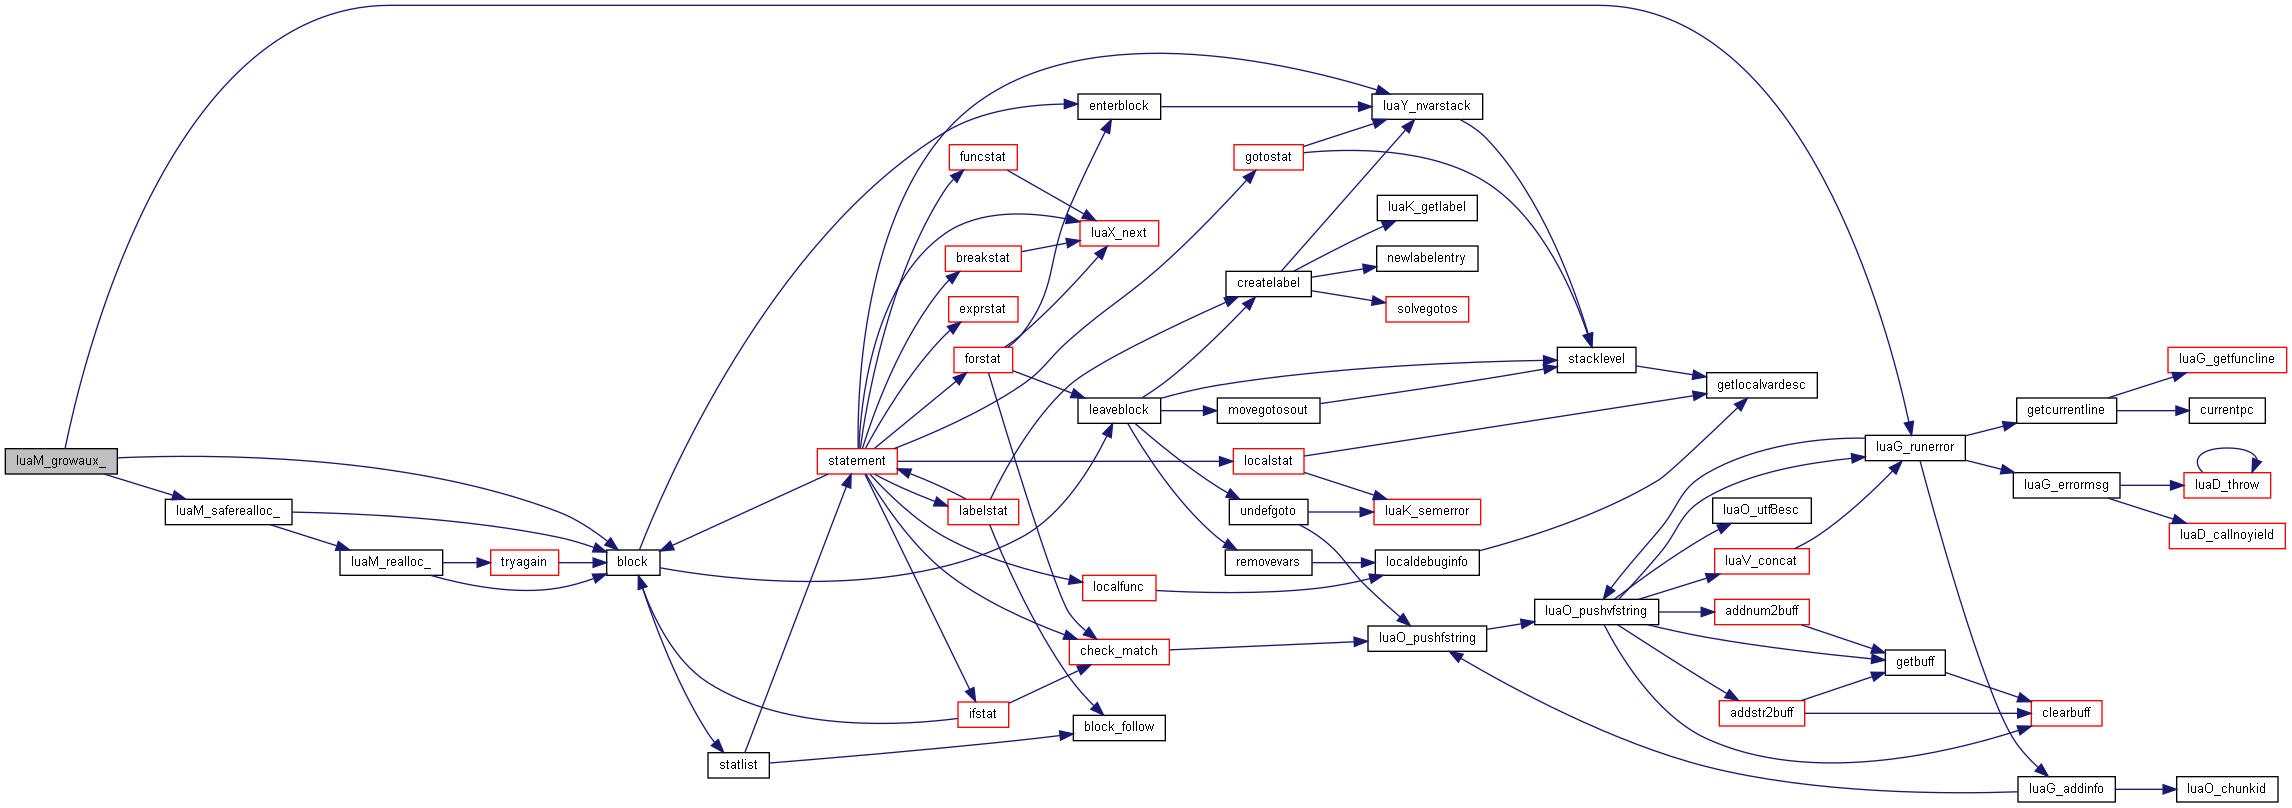 luaM_growaux_
luaM_saferealloc_
luaM_realloc_
tryagain
block
statlist
statement
funcstat
breakstat
exprstat
forstat
labelstat
ifstat
enterblock
luaX_next
leaveblock
localfunc
check_match
block_follow
gotostat
createlabel
movegotosout
localstat
undefgoto
removevars
luaY_nvarstack
luaK_getlabel
newlabelentry
solvegotos
luaK_semerror
localdebuginfo
luaO_pushfstring
stacklevel
luaO_pushvfstring
getlocalvardesc
luaO_utf8esc
luaV_concat
addnum2buff
addstr2buff
luaG_runerror
getbuff
getcurrentline
luaG_errormsg
clearbuff
luaG_addinfo
luaG_getfuncline
currentpc
luaD_throw
luaD_callnoyield
luaO_chunkid